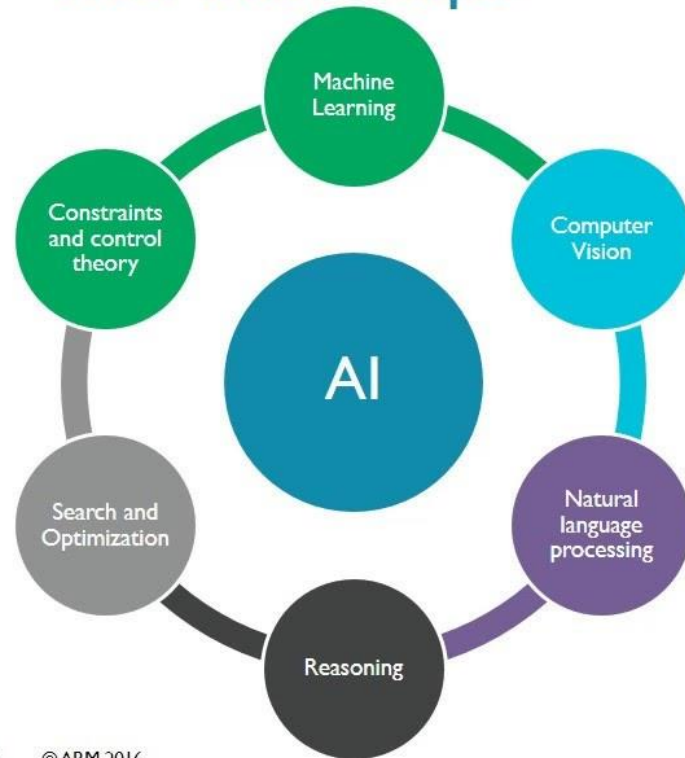 Machine
Learning
Computer
Vision
Natural
language
processing
Reasoning
Search and
Optimization
Constraints
and control
theory
AI
© ARM 2016